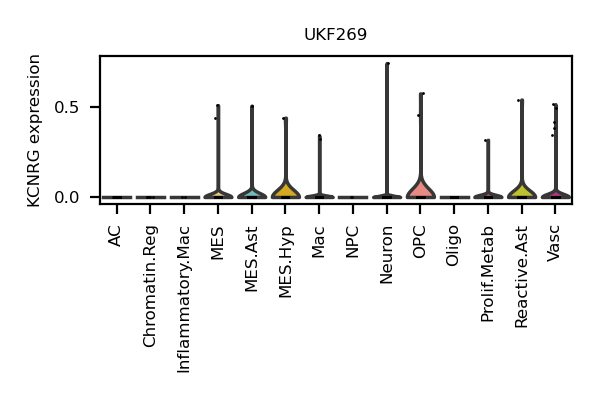 UKF269
KCNRG expression
0.5
0.0
AC
Chromatin.Reg
Inflammatory.Mac
MES
MES.Ast
MES.Hyp
Mac
NPC
Neuron
OPC
Oligo
Prolif.Metab
Reactive.Ast
Vasc